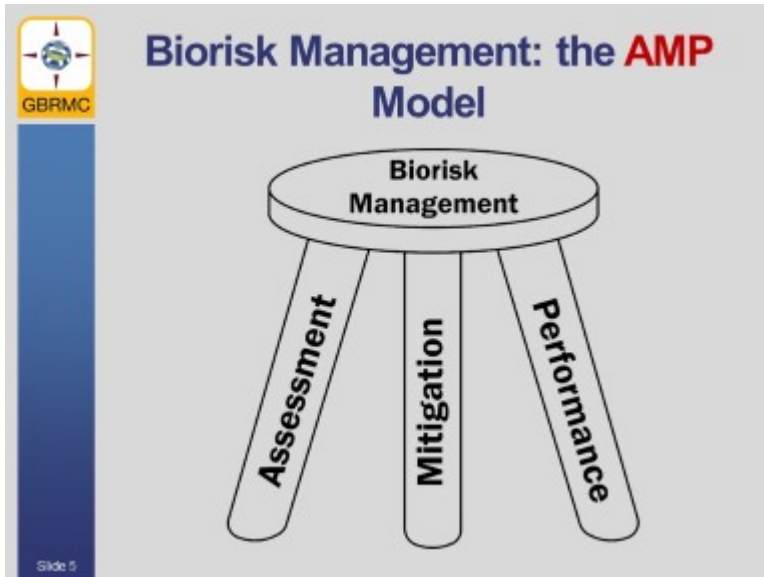 GBRMC
Biorisk Management: the AMP
Model
Biorisk
Management
Assessment
Mitigation
Performance
Slide 5